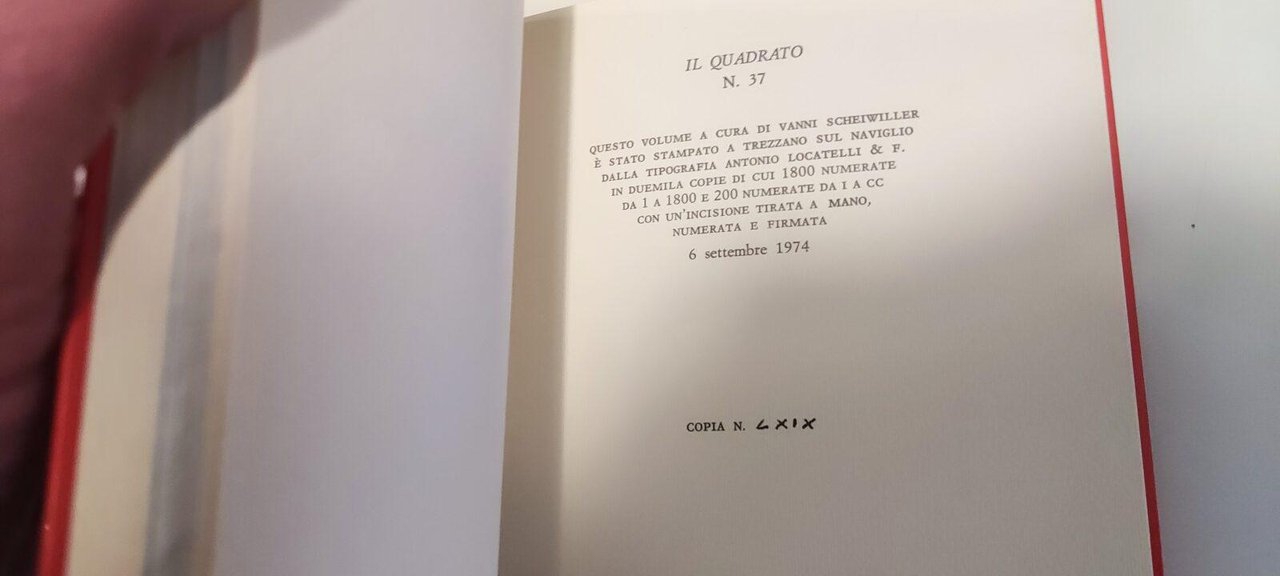 IL QUADRATO
N. 37
QUESTO VOLUME A CURA DI VANNI SCHEIWILLER
È STATO STAMPATO A TREZZANO SUL NAVIGLIO
DALLA TIPOGRAFIA ANTONIO LOCATELLI & F.
IN DUEMILA COPIE DI CUI 1800 NUMERATE
DA 1 A 1800 E 200 NUMERATE DA I A CC
CON UN'INCISIONE TIRATA A MANO,
NUMERATA E FIRMATA
6 settembre 1974
COPIA N. LXIX